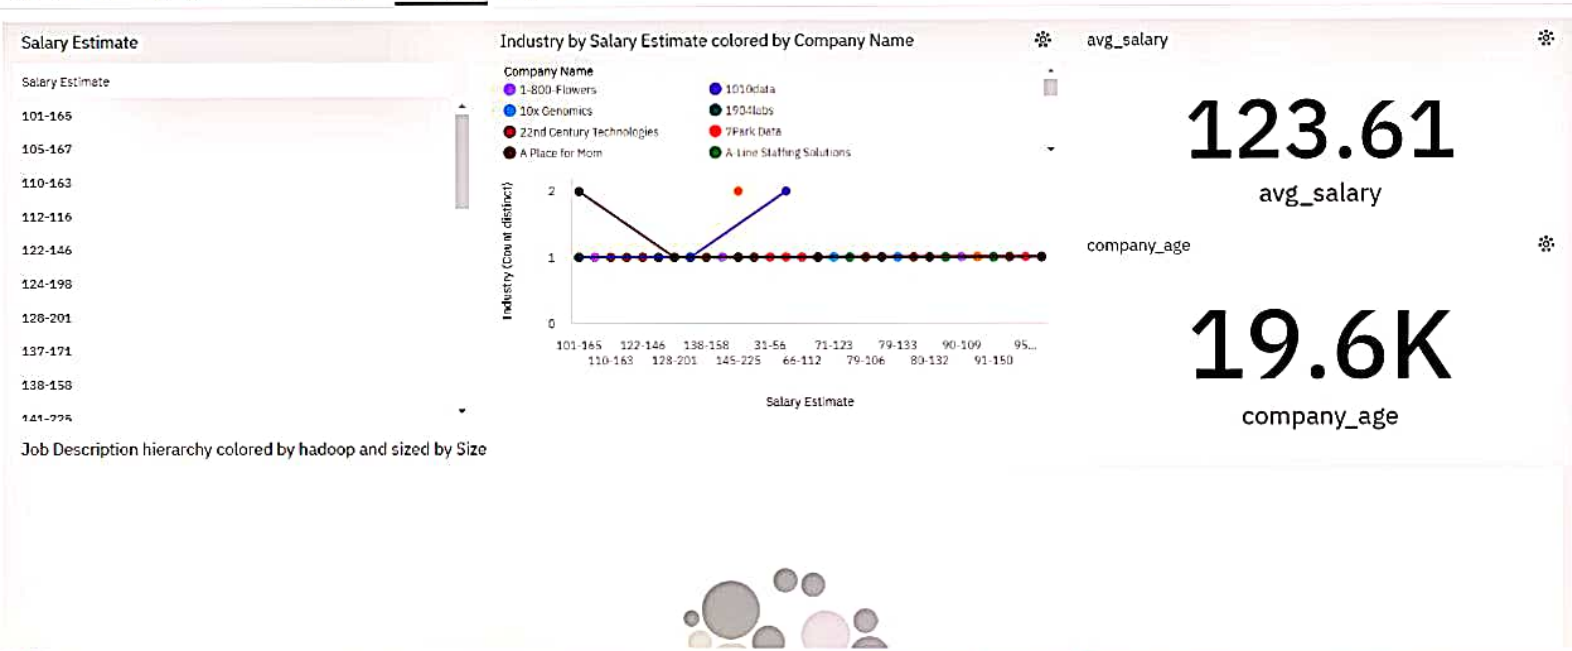 Salary Estimate
Salary Estimate
101-165
105-167
110-163
112-116
122-146
124-198
128-201
137-171
138-158
141-225
Industry by Salary Estimate colored by Company Name
Company Name
1-800-Flowers
1010data
10x Genomics
1904labs
22nd Century Technologies
7Park Data
A Place for Mom
A-Line Staffing Solutions
Industry (Count distinct)
2
1
0
101-165 122-146 138-158 31-56 71-123 79-133 90-109 95...
110-163 128-201 145-225 66-112 79-106 80-132 91-150
Salary Estimate
avg_salary
123.61
avg_salary
company_age
19.6K
company_age
Job Description hierarchy colored by hadoop and sized by Size